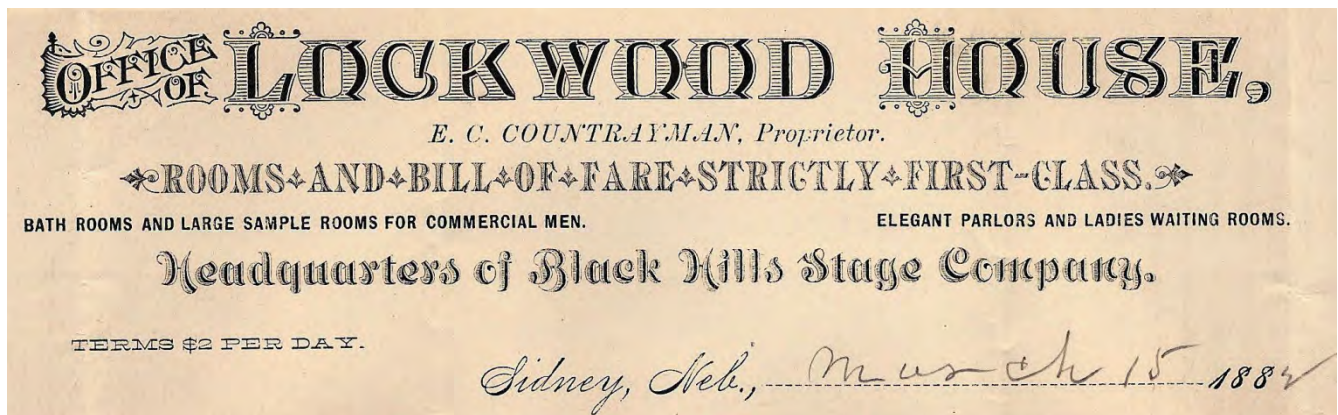 OFFICE OF LOCKWOOD HOUSE,
E. C. COUNTRAYMAN, Proprietor.
ROOMS AND BILL OF FARE STRICTLY FIRST-CLASS.
BATH ROOMS AND LARGE SAMPLE ROOMS FOR COMMERCIAL MEN. ELEGANT PARLORS AND LADIES WAITING ROOMS.
Headquarters of Black Hills Stage Company.
TERMS $2 PER DAY.
Sidney, Neb., March 15 1882